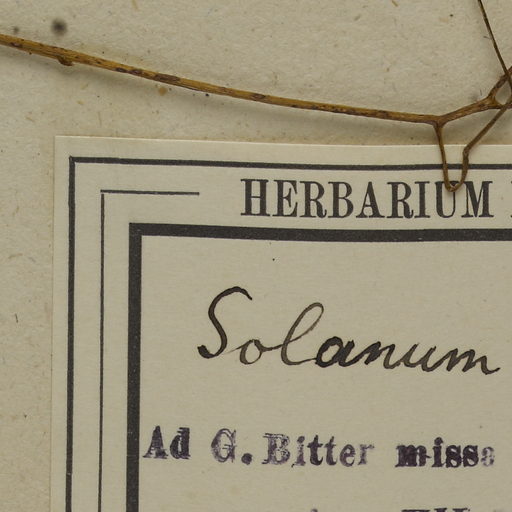 HERBARIUM
Solanum
Ad G. Bitter missa